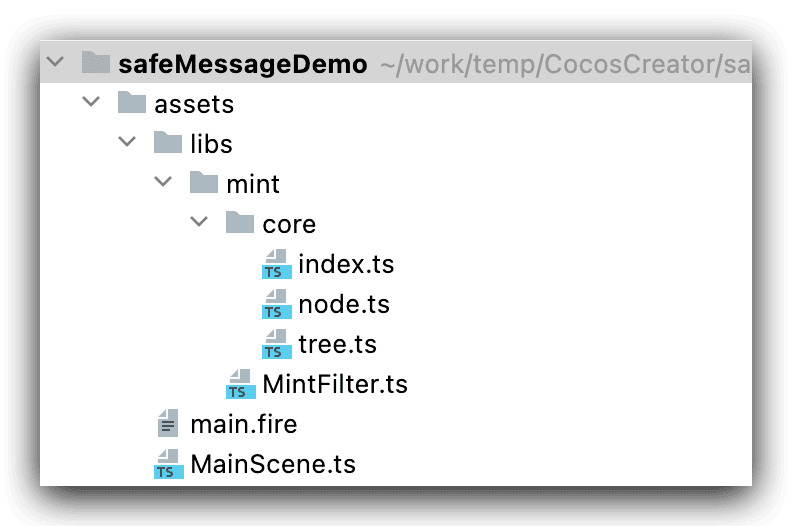 safeMessageDemo ~/work/temp/CocosCreator/sa
assets
libs
mint
core
TS index.ts
TS node.ts
TS tree.ts
TS MintFilter.ts
main.fire
TS MainScene.ts